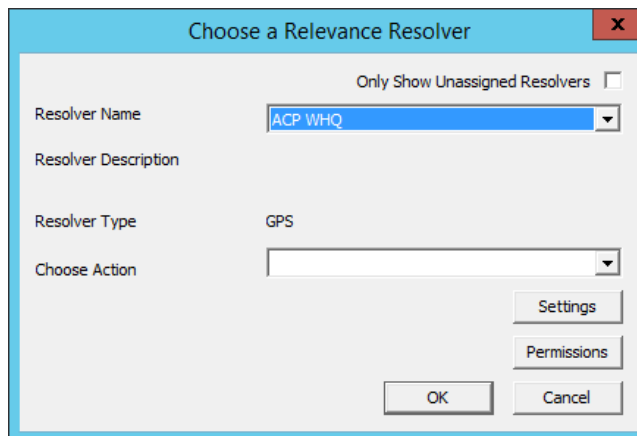 Choose a Relevance Resolver
x
Only Show Unassigned Resolvers
Resolver Name
ACP WHQ
Resolver Description
Resolver Type
GPS
Choose Action
Settings
Permissions
OK
Cancel